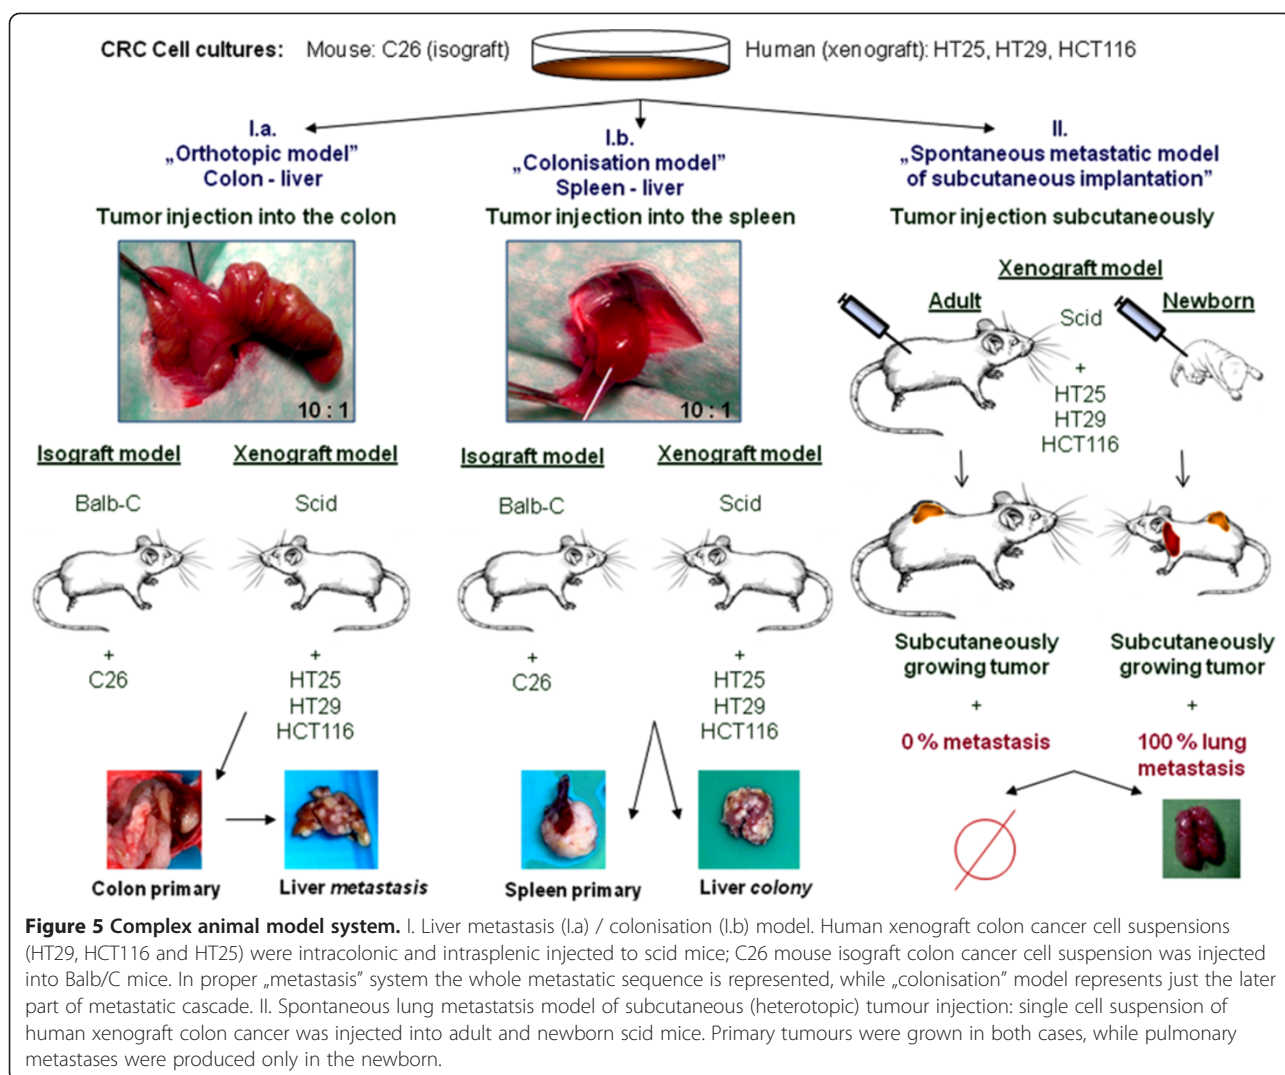 CRC Cell cultures: Mouse: C26 (isograft) Human (xenograft): HT25, HT29, HCT116
I.a.
„Orthotopic model”
Colon - liver
Tumor injection into the colon
10 : 1
Isograft model Xenograft model
Balb-C Scid
+ +
C26 HT25
HT29
HCT116
Colon primary Liver metastasis
I.b.
„Colonisation model”
Spleen - liver
Tumor injection into the spleen
10 : 1
Isograft model Xenograft model
Balb-C Scid
+ +
C26 HT25
HT29
HCT116
Spleen primary Liver colony
II.
„Spontaneous metastatic model
of subcutaneous implantation”
Tumor injection subcutaneously
Xenograft model
Adult Newborn
Scid
+
HT25
HT29
HCT116
Subcutaneously Subcutaneously
growing tumor growing tumor
+ +
0 % metastasis 100 % lung
metastasis
Figure 5 Complex animal model system. I. Liver metastasis (I.a) / colonisation (I.b) model. Human xenograft colon cancer cell suspensions
(HT29, HCT116 and HT25) were intracolonic and intrasplenic injected to scid mice; C26 mouse isograft colon cancer cell suspension was injected
into Balb/C mice. In proper „metastasis” system the whole metastatic sequence is represented, while „colonisation” model represents just the later
part of metastatic cascade. II. Spontaneous lung metastatsis model of subcutaneous (heterotopic) tumour injection: single cell suspension of
human xenograft colon cancer was injected into adult and newborn scid mice. Primary tumours were grown in both cases, while pulmonary
metastases were produced only in the newborn.